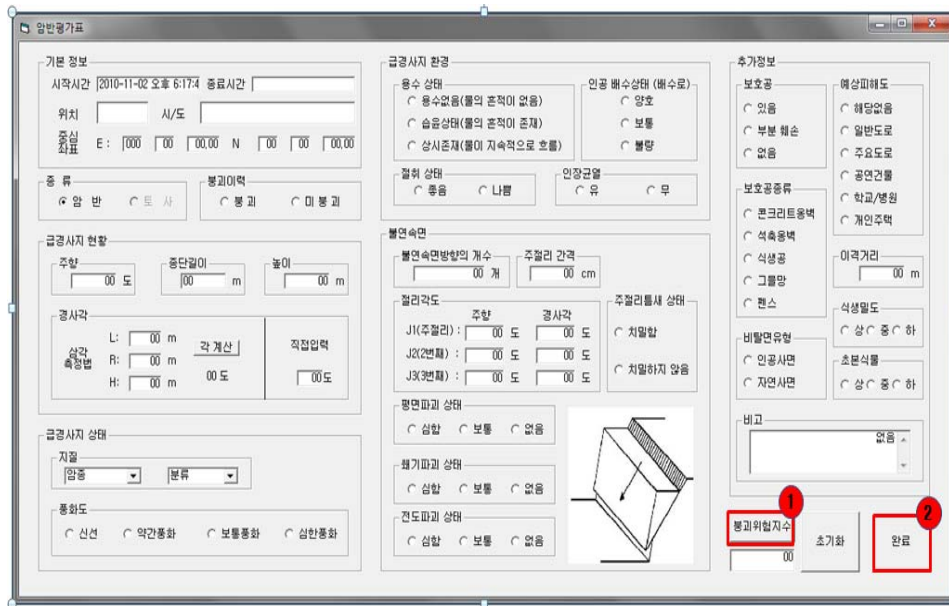 암반평가표
기본 정보
시작시간 2010-11-02 오후 6:17:4 종료시간
위치 시/도
중심 좌표 E : 000 00 00.00 N 00 00 00.00
종 류
암 반 토 사
붕괴이력
붕 괴 미 붕 괴
급경사지 현황
주향
00 도
종단길이
00 m
높이
00 m
경사각
삼각 측정법
L: 00 m
R: 00 m
H: 00 m
각 계산
00 도
직접입력
00 도
급경사지 상태
지질
암종 분류
풍화도
신선 약간풍화 보통풍화 심한풍화
급경사지 환경
용수 상태
용수없음(물의 흔적이 없음)
습윤상태(물의 흔적이 존재)
상시존재(물이 지속적으로 흐름)
인공 배수상태 (배수로)
양호
보통
불량
절취 상태
좋음 나쁨
인장균열
유 무
불연속면
불연속면방향의 개수
00 개
주절리 간격
00 cm
절리각도
주향 경사각
J1(주절리) : 00 도 00 도
J2(2번째) : 00 도 00 도
J3(3번째) : 00 도 00 도
주절리틈새 상태
치밀함
치밀하지 않음
평면파괴 상태
심함 보통 없음
쐐기파괴 상태
심함 보통 없음
전도파괴 상태
심함 보통 없음
추가정보
보호공
있음
부분 훼손
없음
보호공종류
콘크리트옹벽
석축옹벽
식생공
그물망
펜스
비탈면유형
인공사면
자연사면
예상피해도
해당없음
일반도로
주요도로
공연건물
학교/병원
개인주택
이격거리
00 m
식생밀도
상 중 하
초본식물
상 중 하
비고
없음
1
붕괴위험지수
00
초기화
2
완료